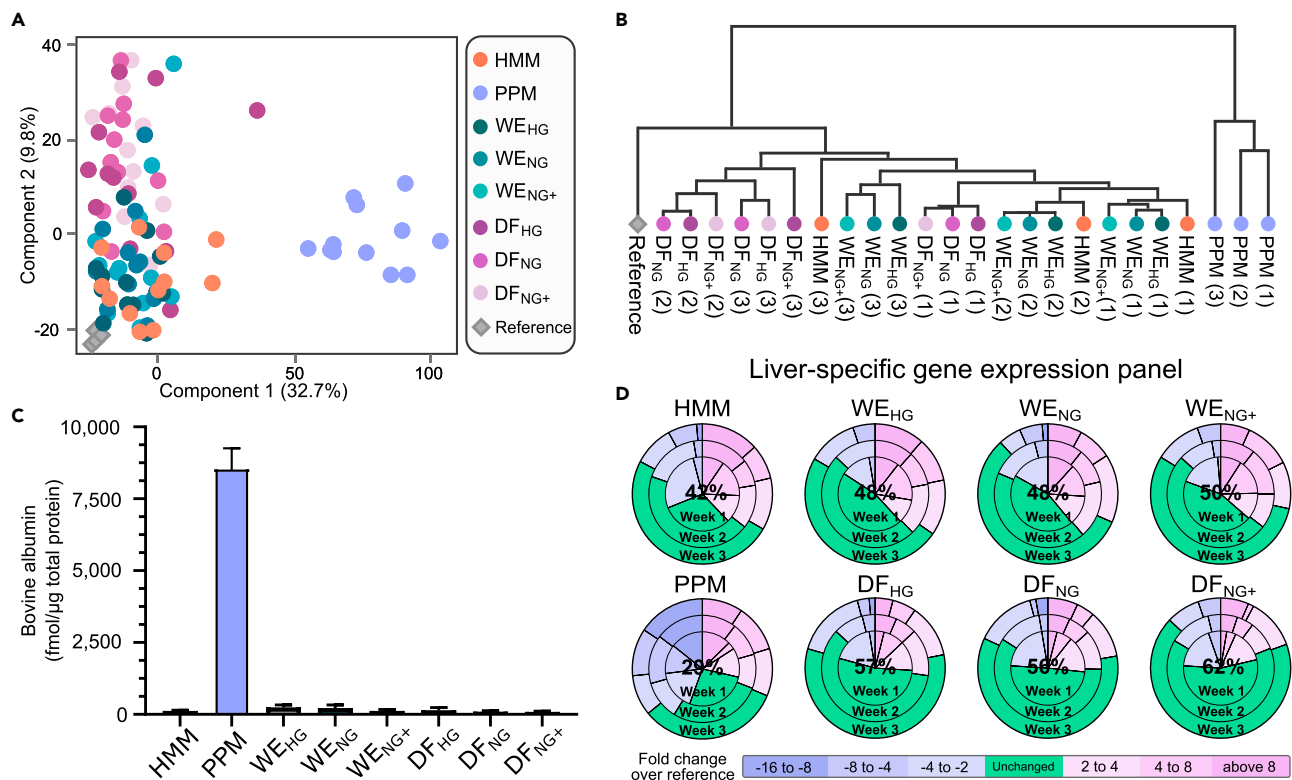 A
40
20
0
-20
0
50
100
Component 2 (9.8%)
Component 1 (32.7%)
HMM
PPM
WEHG
WENG
WENG+
DFHG
DFNG
DFNG+
Reference
B
Reference
DFNG (2)
DFHG (2)
DFNG+ (2)
DFNG (3)
DFHG (3)
DFNG+ (3)
HMM (3)
WENG+ (3)
WENG (3)
WEHG (3)
DFNG+ (1)
DFNG (1)
DFHG (1)
WENG+ (2)
WENG (2)
WEHG (2)
HMM (2)
WENG+ (1)
WENG (1)
WEHG (1)
HMM (1)
PPM (3)
PPM (2)
PPM (1)
C
Bovine albumin
(fmol/µg total protein)
10,000
7,500
5,000
2,500
0
HMM
PPM
WEHG
WENG
WENG+
DFHG
DFNG
DFNG+
Liver-specific gene expression panel
D
HMM
42%
Week 1
Week 2
Week 3
WEHG
48%
Week 1
Week 2
Week 3
WENG
48%
Week 1
Week 2
Week 3
WENG+
50%
Week 1
Week 2
Week 3
PPM
29%
Week 1
Week 2
Week 3
DFHG
57%
Week 1
Week 2
Week 3
DFNG
Week 1
Week 2
Week 3
DFNG+
62%
Week 1
Week 2
Week 3
Fold change
over reference
-16 to -8
-8 to -4
-4 to -2
Unchanged
2 to 4
4 to 8
above 8